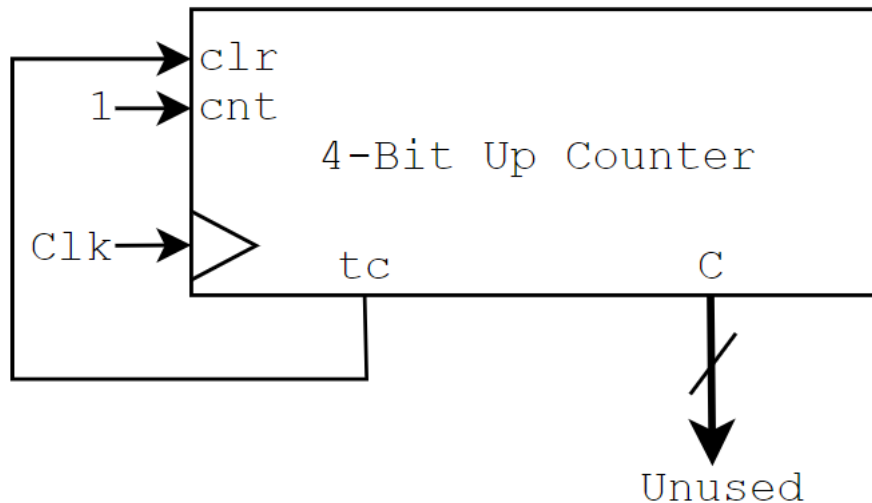 clr
1 cnt
4-Bit Up Counter
Clk
tc C
Unused